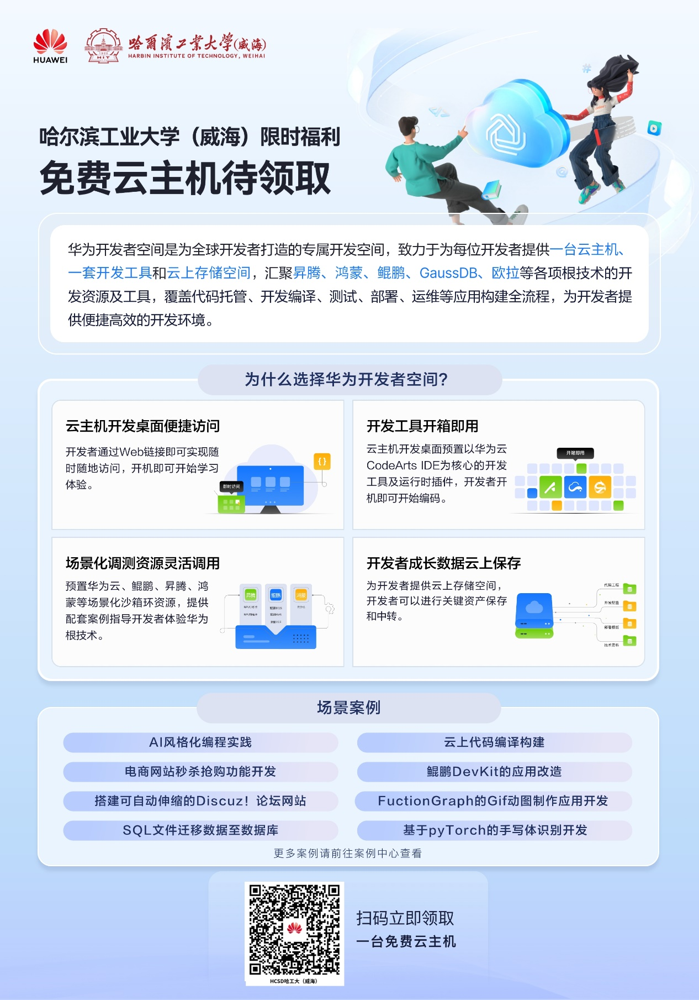 HUAWEI
哈爾濱工業大學(威海)
HARBIN INSTITUTE OF TECHNOLOGY, WEIHAI
1920
HIT
哈尔滨工业大学（威海）限时福利
免费云主机待领取
华为开发者空间是为全球开发者打造的专属开发空间，致力于为每位开发者提供一台云主机、
一套开发工具和云上存储空间，汇聚昇腾、鸿蒙、鲲鹏、GaussDB、欧拉等各项根技术的开
发资源及工具，覆盖代码托管、开发编译、测试、部署、运维等应用构建全流程，为开发者提
供便捷高效的开发环境。
为什么选择华为开发者空间？
云主机开发桌面便捷访问
开发者通过Web链接即可实现随
时随地访问，开机即可开始学习
体验。
即时访问
{ }
开发工具开箱即用
云主机开发桌面预置以华为云
CodeArts IDE为核心的开发
工具及运行时插件，开发者开
机即可开始编码。
开箱即用
场景化调测资源灵活调用
预置华为云、鲲鹏、昇腾、鸿
蒙等场景化沙箱环资源，提供
配套案例指导开发者体验华为
根技术。
昇腾
鲲鹏
鸿蒙
开发者成长数据云上保存
为开发者提供云上存储空间，
开发者可以进行关键资产保存
和中转。
代码工程
开发配置
部署模板
技术资料
场景案例
AI风格化编程实践
云上代码编译构建
电商网站秒杀抢购功能开发
鲲鹏DevKit的应用改造
搭建可自动伸缩的Discuz！论坛网站
FuctionGraph的Gif动图制作应用开发
SQL文件迁移数据至数据库
基于pyTorch的手写体识别开发
更多案例请前往案例中心查看
扫码立即领取
一台免费云主机
HCSD哈工大（威海）